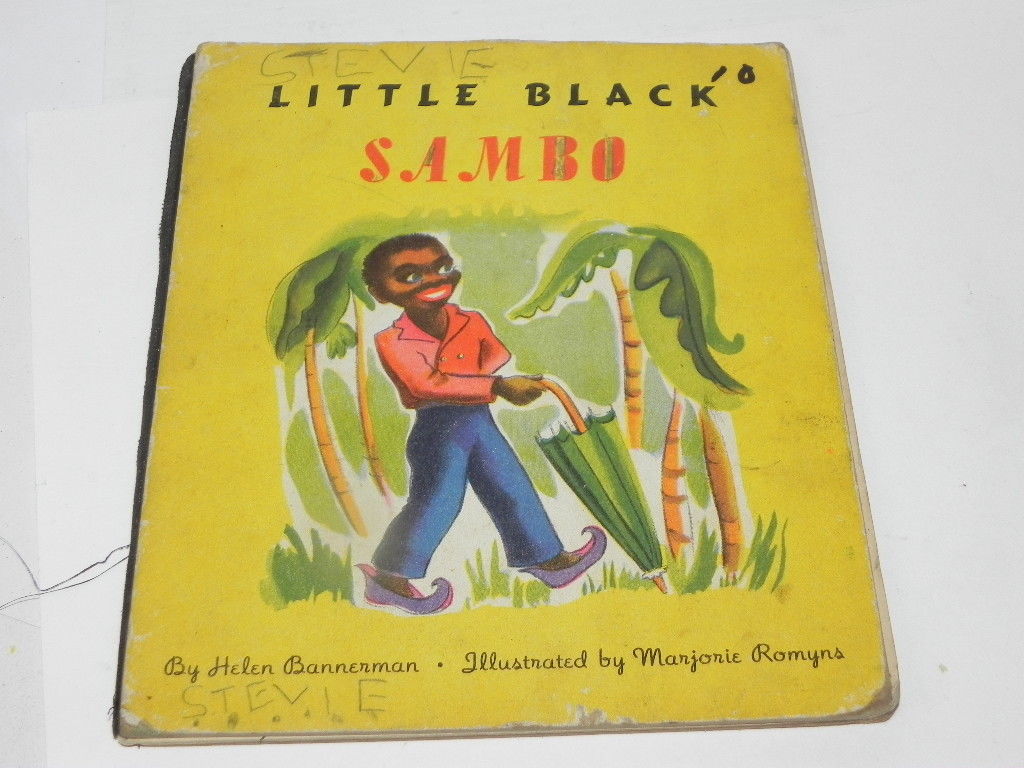 STEVIE
LITTLE BLACK
SAMBO
By Helen Bannerman • Illustrated by Marjorie Romyns
STEVIE